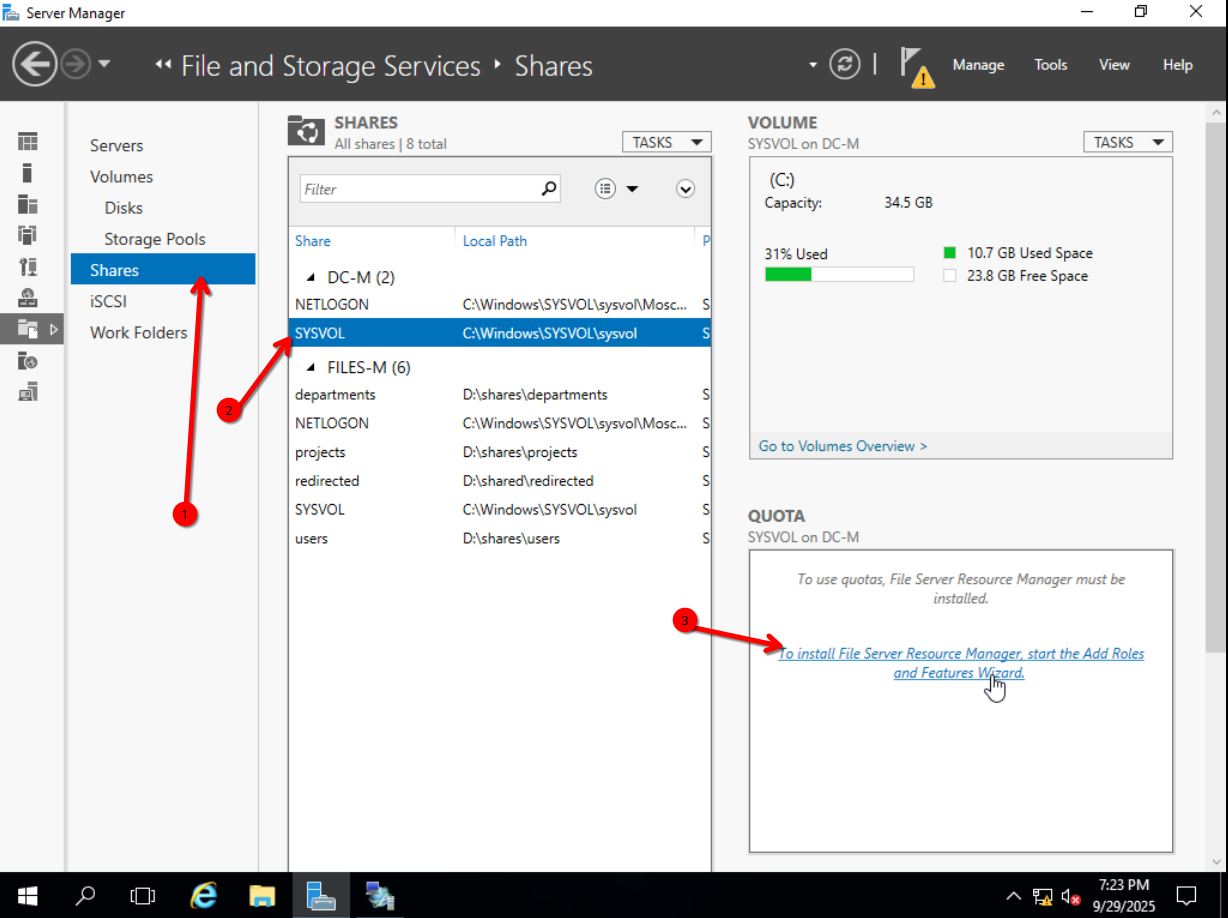 Server Manager
File and Storage Services
Shares
Manage
Tools
View
Help
Servers
Volumes
Disks
Storage Pools
Shares
iSCSI
Work Folders
1
2
SHARES
All shares | 8 total
TASKS
Filter
Share Local Path P
DC-M (2)
NETLOGON C:\Windows\SYSVOL\sysvol\Mosc... S
SYSVOL C:\Windows\SYSVOL\sysvol S
FILES-M (6)
departments D:\shares\departments S
NETLOGON C:\Windows\SYSVOL\sysvol\Mosc... S
projects D:\shares\projects S
redirected D:\shared\redirected S
SYSVOL C:\Windows\SYSVOL\sysvol S
users D:\shares\users S
VOLUME
SYSVOL on DC-M
TASKS
(C:)
Capacity: 34.5 GB
31% Used
10.7 GB Used Space
23.8 GB Free Space
Go to Volumes Overview >
QUOTA
SYSVOL on DC-M
To use quotas, File Server Resource Manager must be
installed.
3
To install File Server Resource Manager, start the Add Roles
and Features Wizard.
7:23 PM
9/29/2025